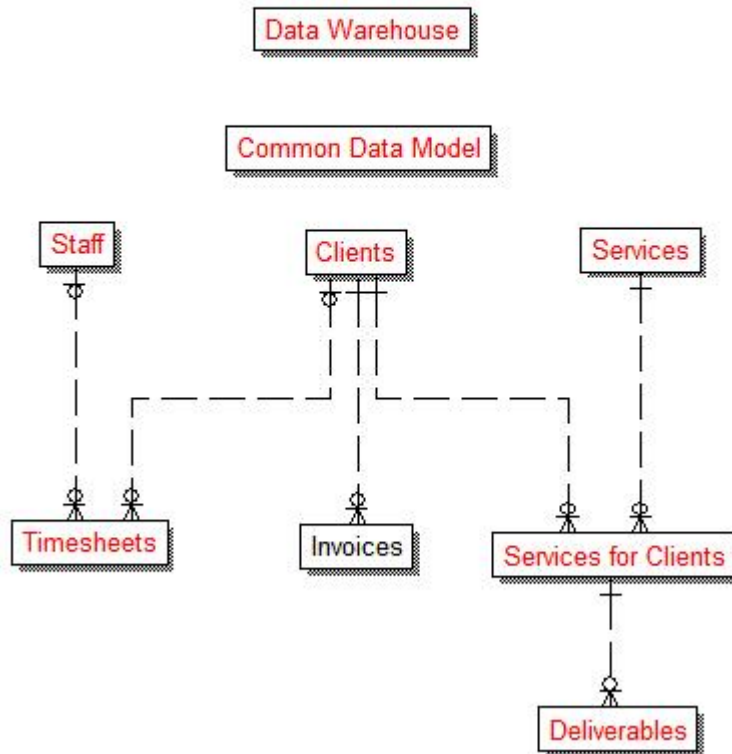 Data Warehouse
Common Data Model
Staff
Clients
Services
Timesheets
Invoices
Services for Clients
Deliverables